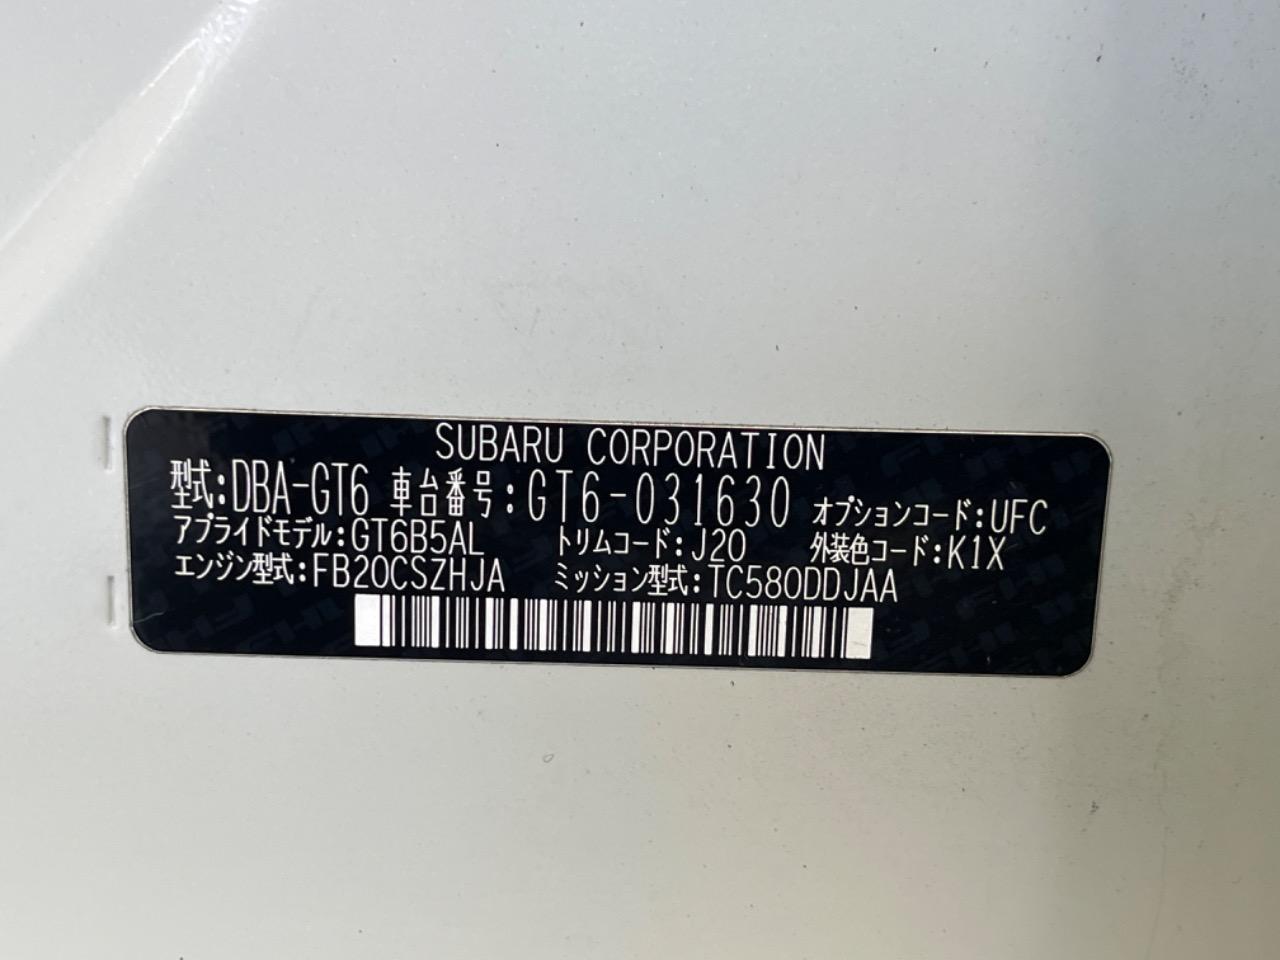 SUBARU CORPORATION
型式:DBA-GT6 車台番号:GT6-031630 オプションコード:UFC
アプライドモデル:GT6B5AL トリムコード:J20 外装色コード:K1X
エンジン型式:FB20CSZHJA ミッション型式:TC580DDJAA